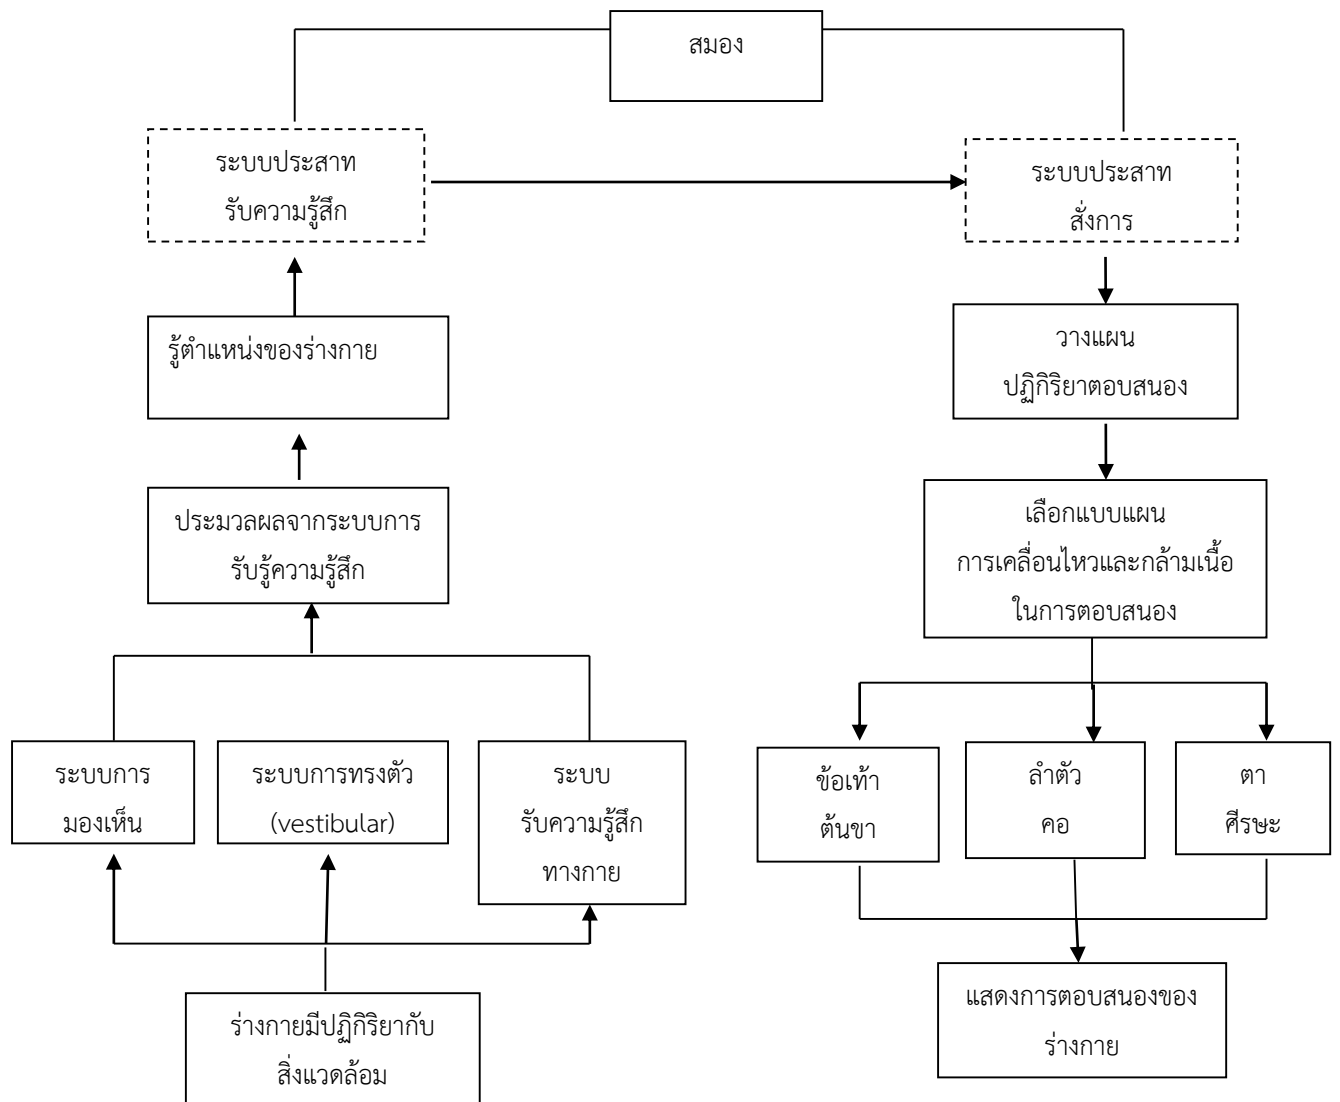 สมอง
ระบบประสาท
รับความรู้สึก
ระบบประสาท
สั่งการ
รู้ตำแหน่งของร่างกาย
วางแผน
ปฏิกิริยาตอบสนอง
ประมวลผลจากระบบการ
รับรู้ความรู้สึก
เลือกแบบแผน
การเคลื่อนไหวและกล้ามเนื้อ
ในการตอบสนอง
ระบบการ
มองเห็น
ระบบการทรงตัว
(vestibular)
ระบบ
รับความรู้สึก
ทางกาย
ข้อเท้า
ต้นขา
ลำตัว
คอ
ตา
ศีรษะ
ร่างกายมีปฏิกิริยากับ
สิ่งแวดล้อม
แสดงการตอบสนองของ
ร่างกาย